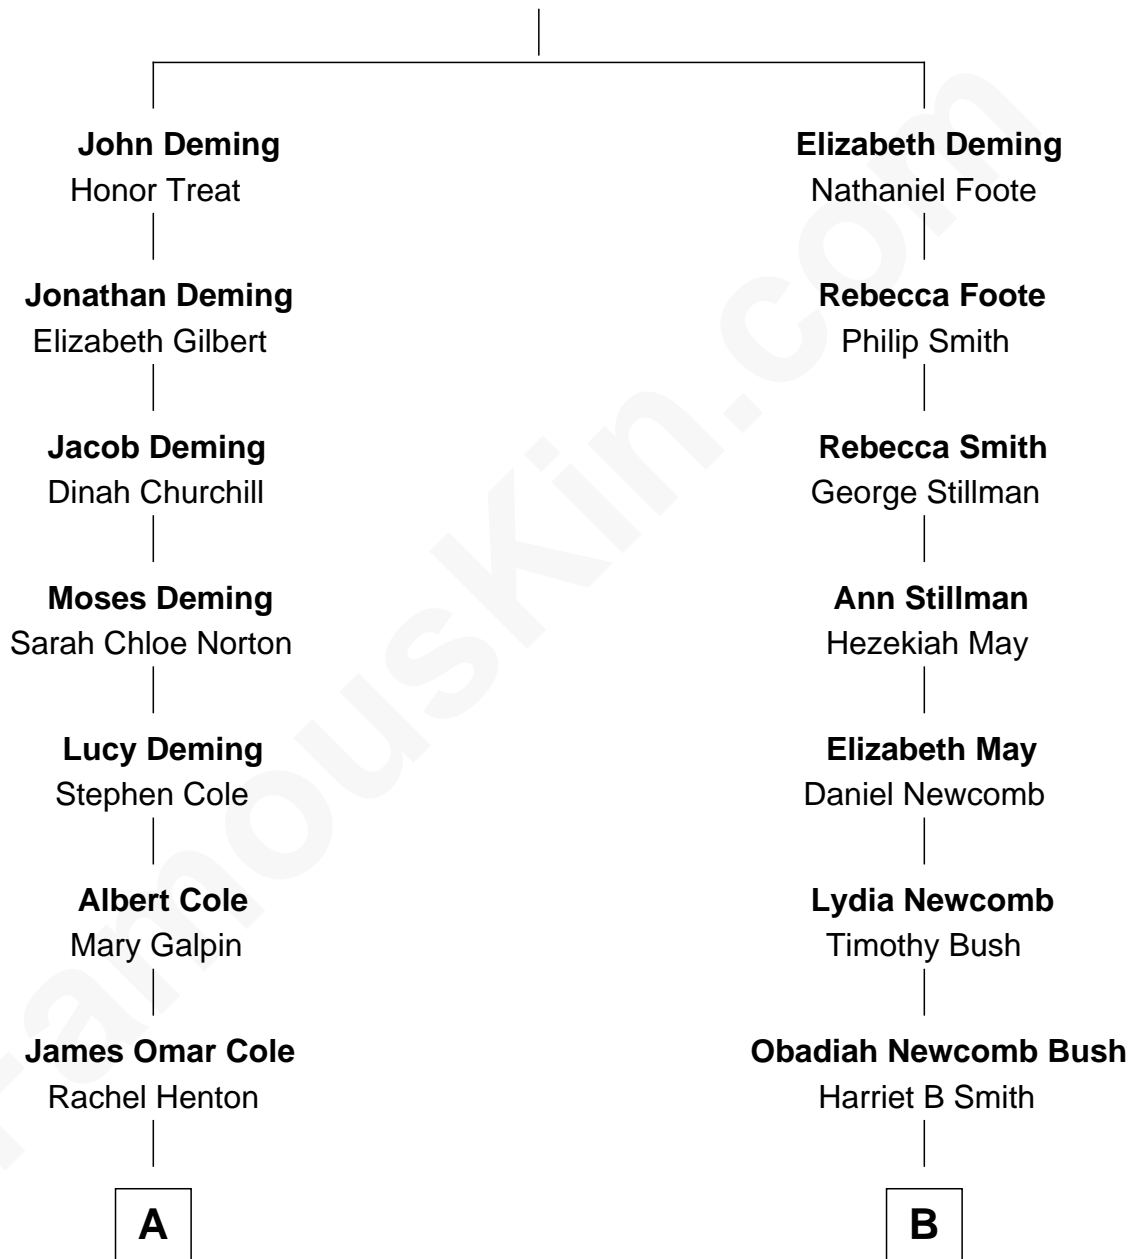 John Deming
Honor Treat
Jonathan Deming
Elizabeth Gilbert
Jacob Deming
Dinah Churchill
Moses Deming
Sarah Chloe Norton
Lucy Deming
Stephen Cole
Albert Cole
Mary Galpin
James Omar Cole
Rachel Henton
A
Elizabeth Deming
Nathaniel Foote
Rebecca Foote
Philip Smith
Rebecca Smith
George Stillman
Ann Stillman
Hezekiah May
Elizabeth May
Daniel Newcomb
Lydia Newcomb
Timothy Bush
Obadiah Newcomb Bush
Harriet B Smith
B
FamousKin.com